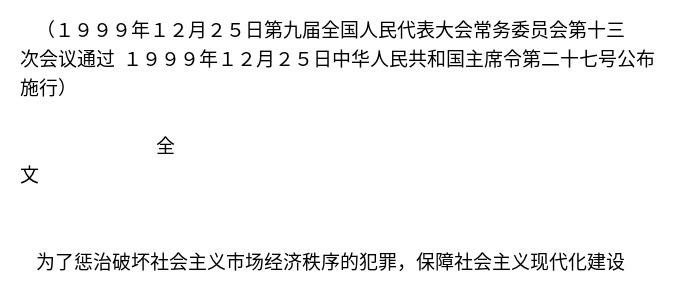 （１９９９年１２月２５日第九届全国人民代表大会常务委员会第十三
次会议通过 １９９９年１２月２５日中华人民共和国主席令第二十七号公布
施行）
全
文
为了惩治破坏社会主义市场经济秩序的犯罪，保障社会主义现代化建设